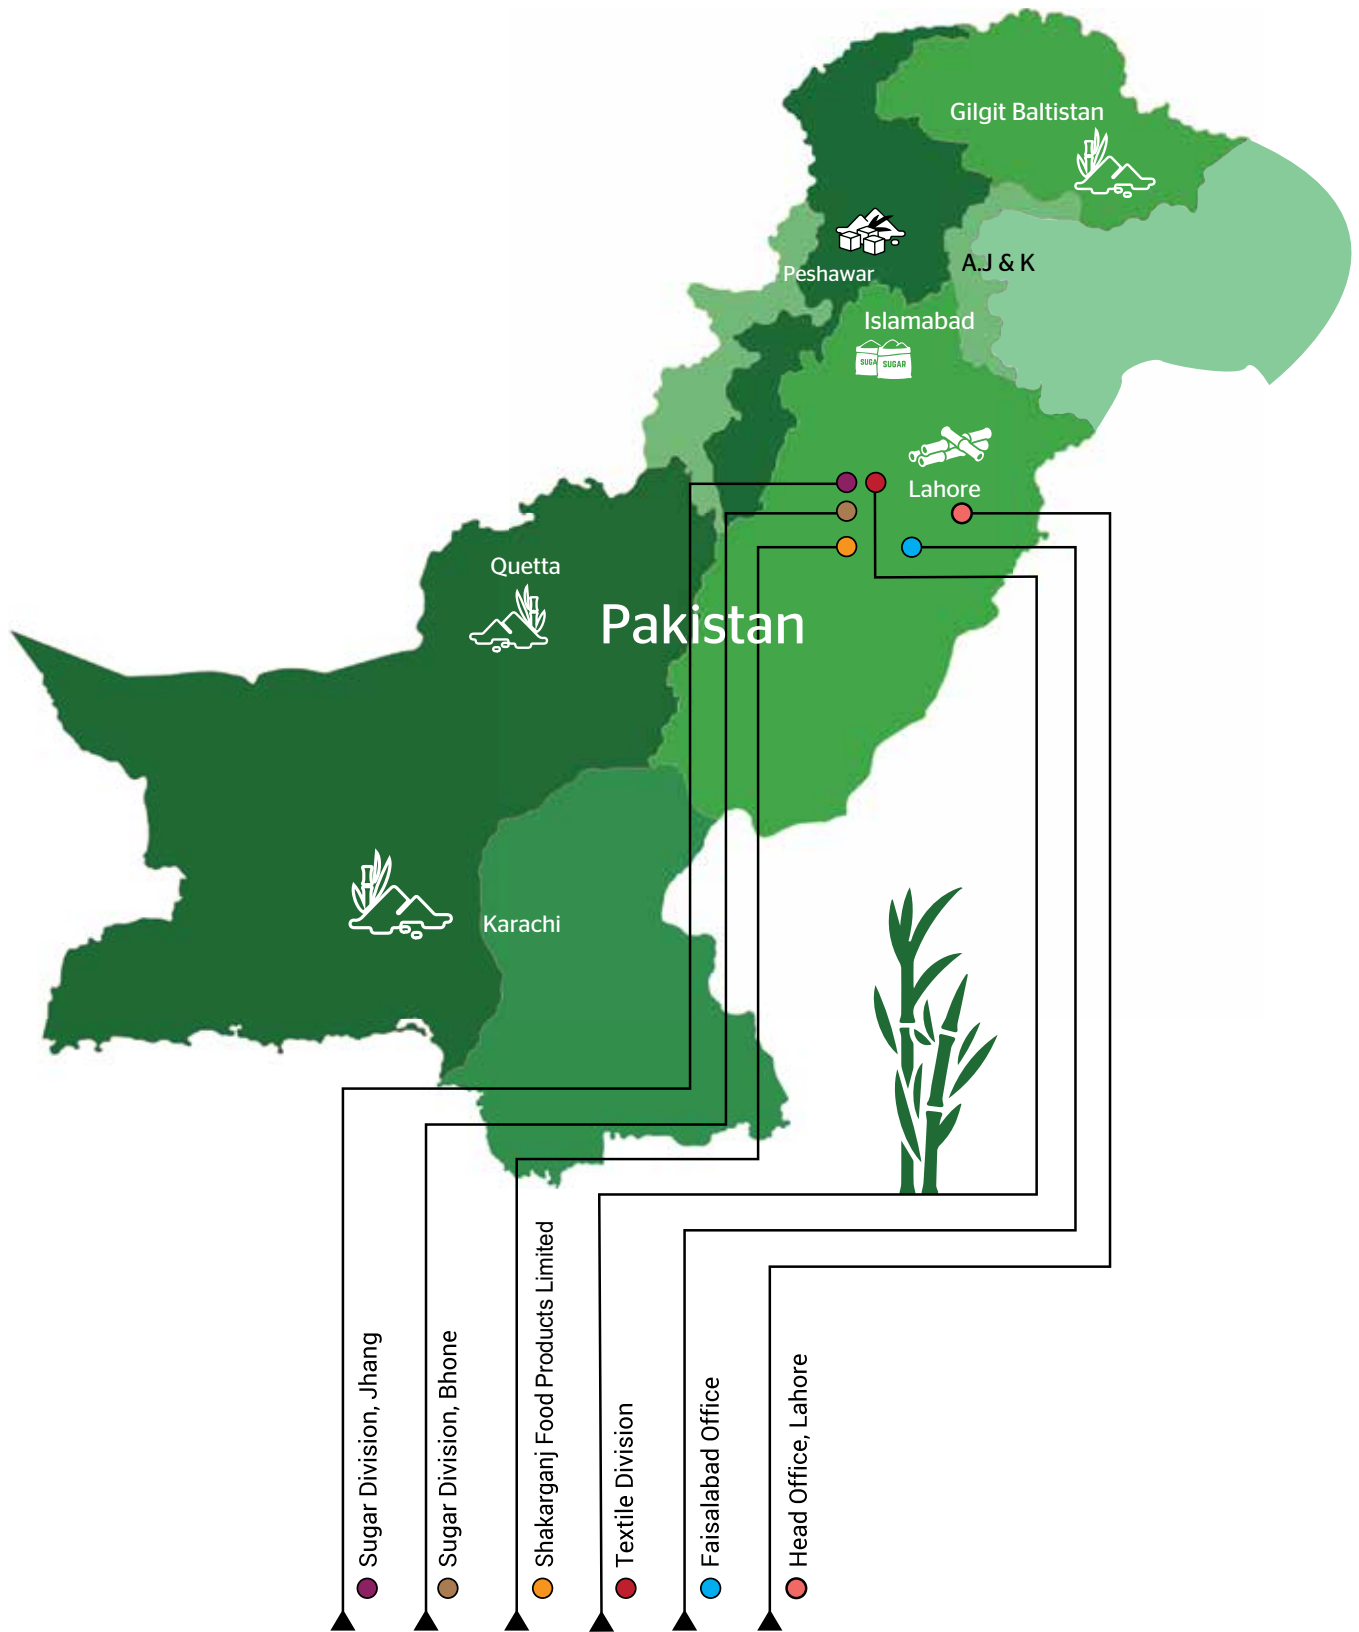 Gilgit Baltistan
Peshawar
A.J & K
Islamabad
SUGA
SUGAR
Lahore
Quetta
Pakistan
Karachi
Sugar Division, Jhang
Sugar Division, Bhone
Shakarganj Food Products Limited
Textile Division
Faisalabad Office
Head Office, Lahore